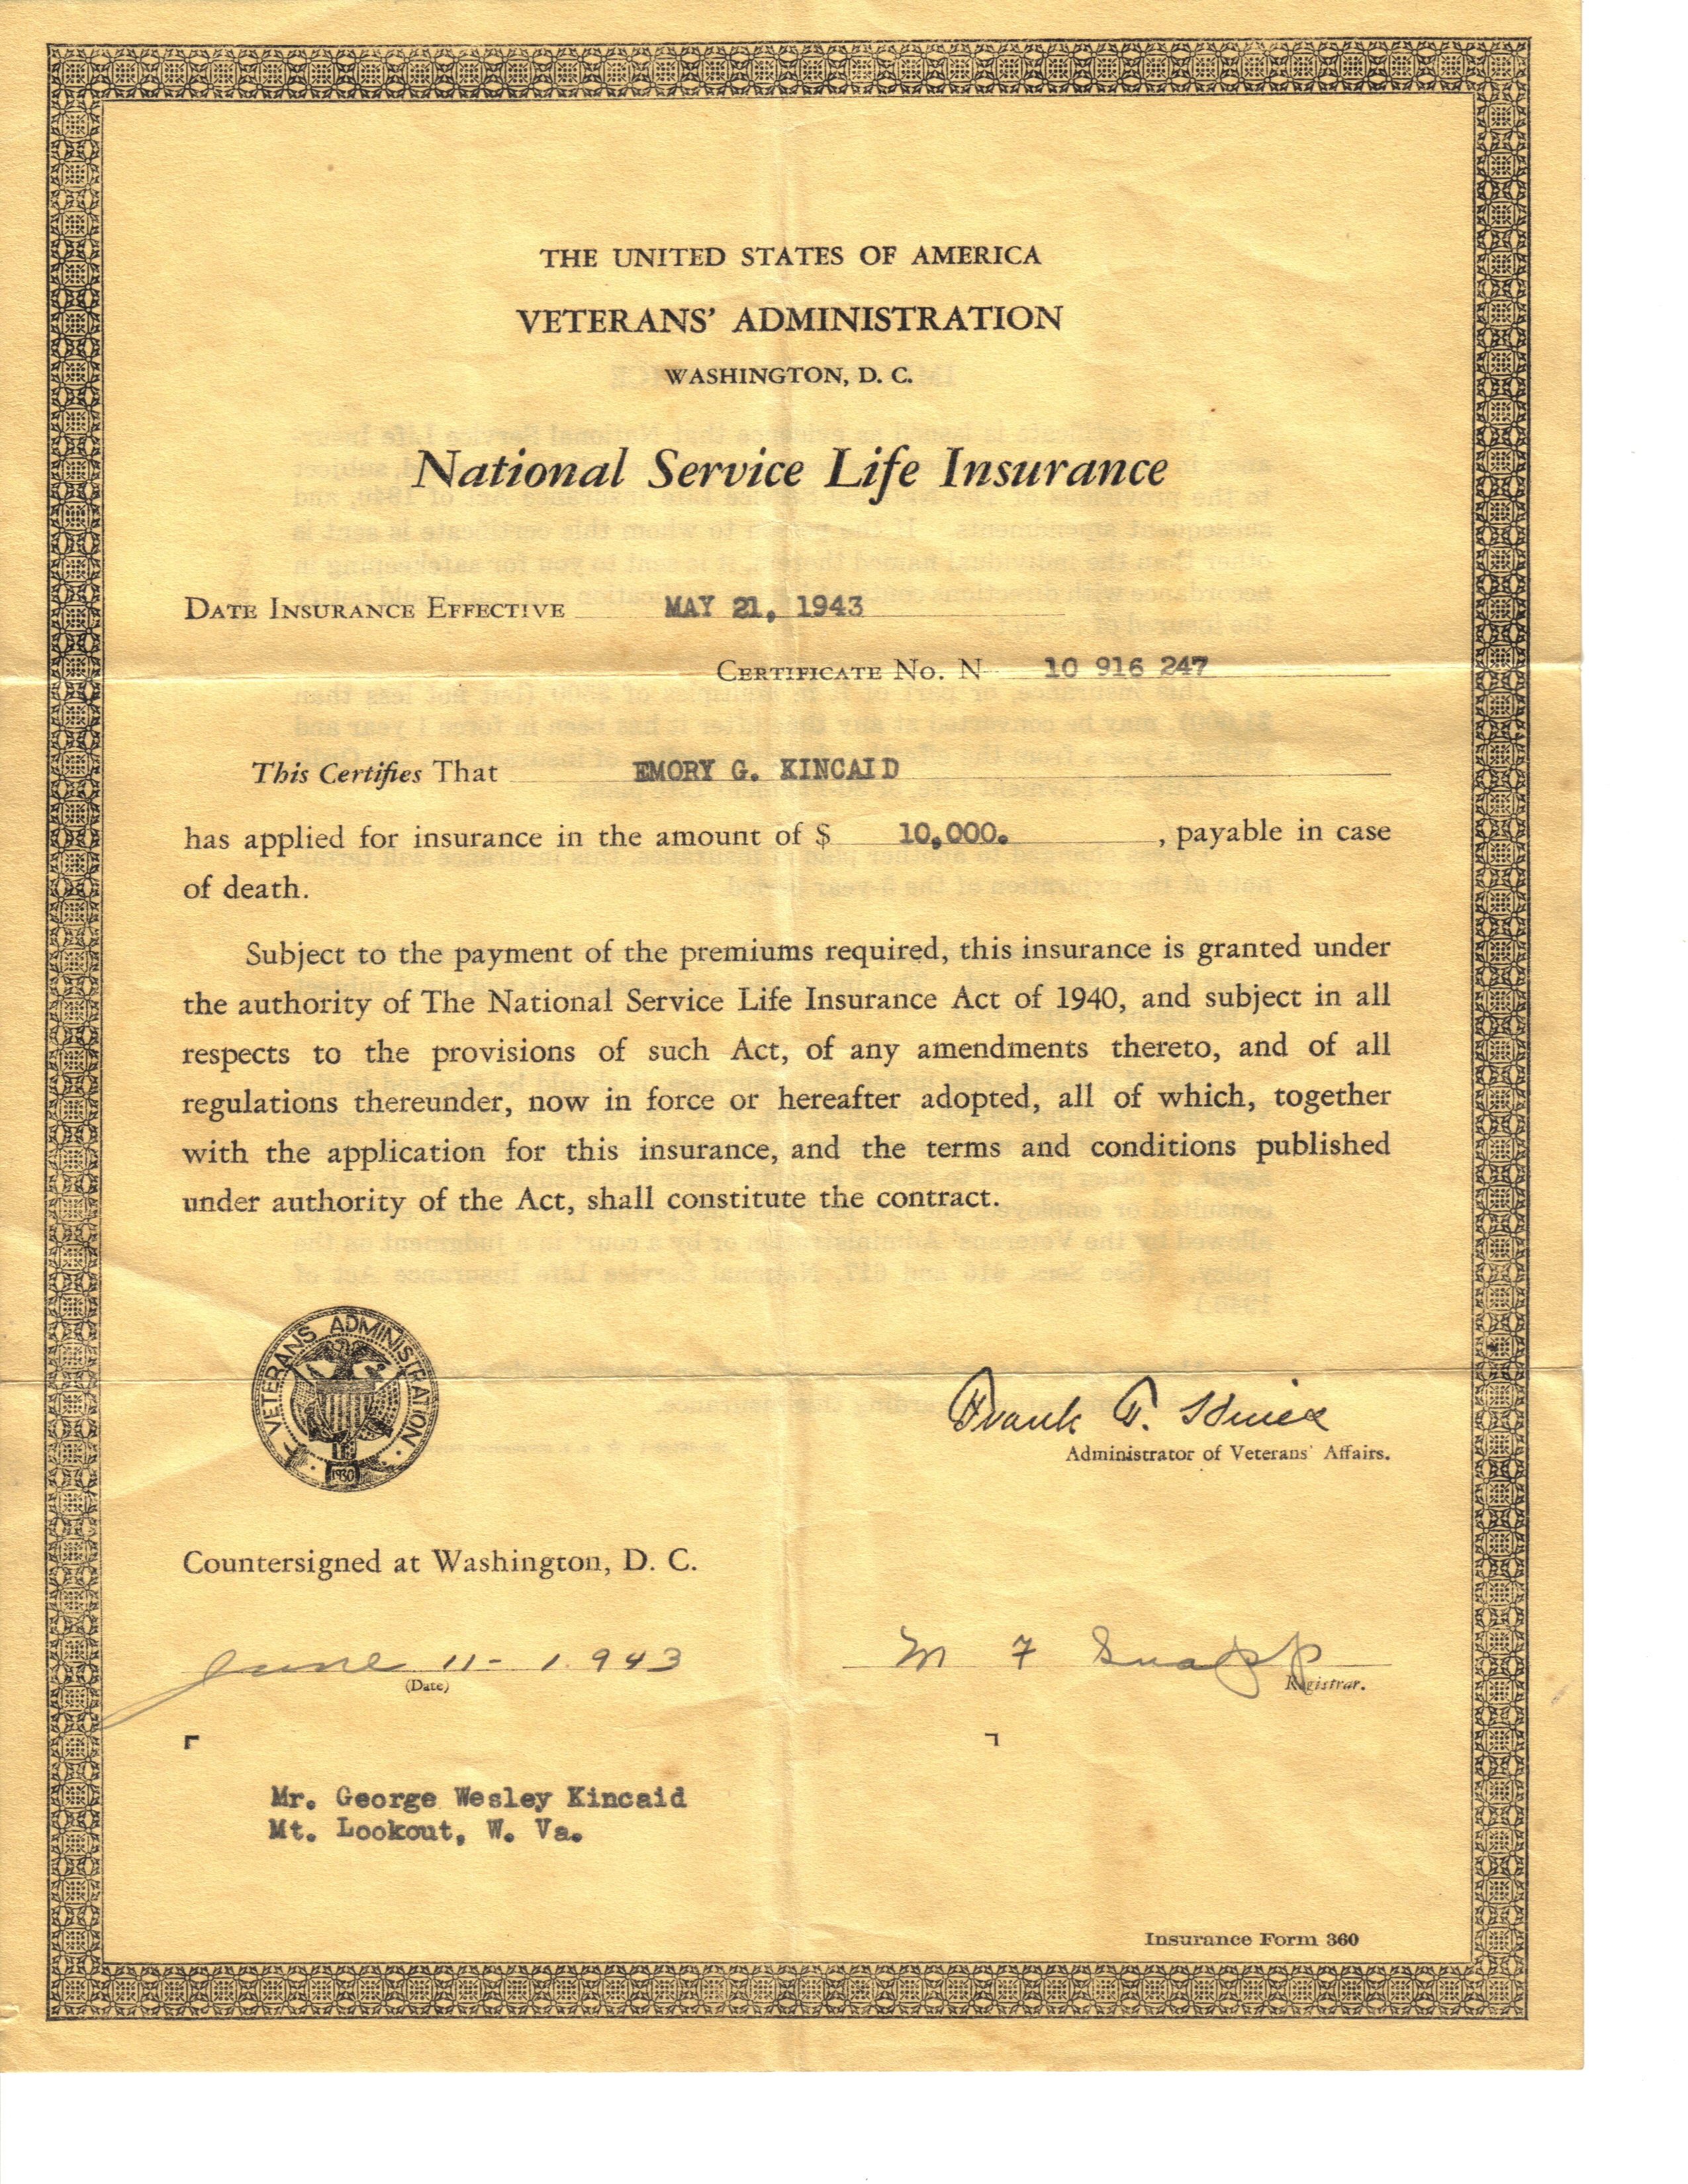 THE UNITED STATES OF AMERICA
VETERANS' ADMINISTRATION
WASHINGTON, D. C.
National Service Life Insurance
DATE INSURANCE EFFECTIVE MAY 21, 1943
CERTIFICATE No. N 10 916 247
This Certifies That EMORY G. KINCAID
has applied for insurance in the amount of $ 10,000. , payable in case
of death.
Subject to the payment of the premiums required, this insurance is granted under
the authority of The National Service Life Insurance Act of 1940, and subject in all
respects to the provisions of such Act, of any amendments thereto, and of all
regulations thereunder, now in force or hereafter adopted, all of which, together
with the application for this insurance, and the terms and conditions published
under authority of the Act, shall constitute the contract.
VETERANS ADMINISTRATION
1930
Frank T. Hines
Administrator of Veterans' Affairs.
Countersigned at Washington, D. C.
June 11- 1943
(Date)
M F Snapp
Registrar.
Mr. George Wesley Kincaid
Mt. Lookout, W. Va.
Insurance Form 360